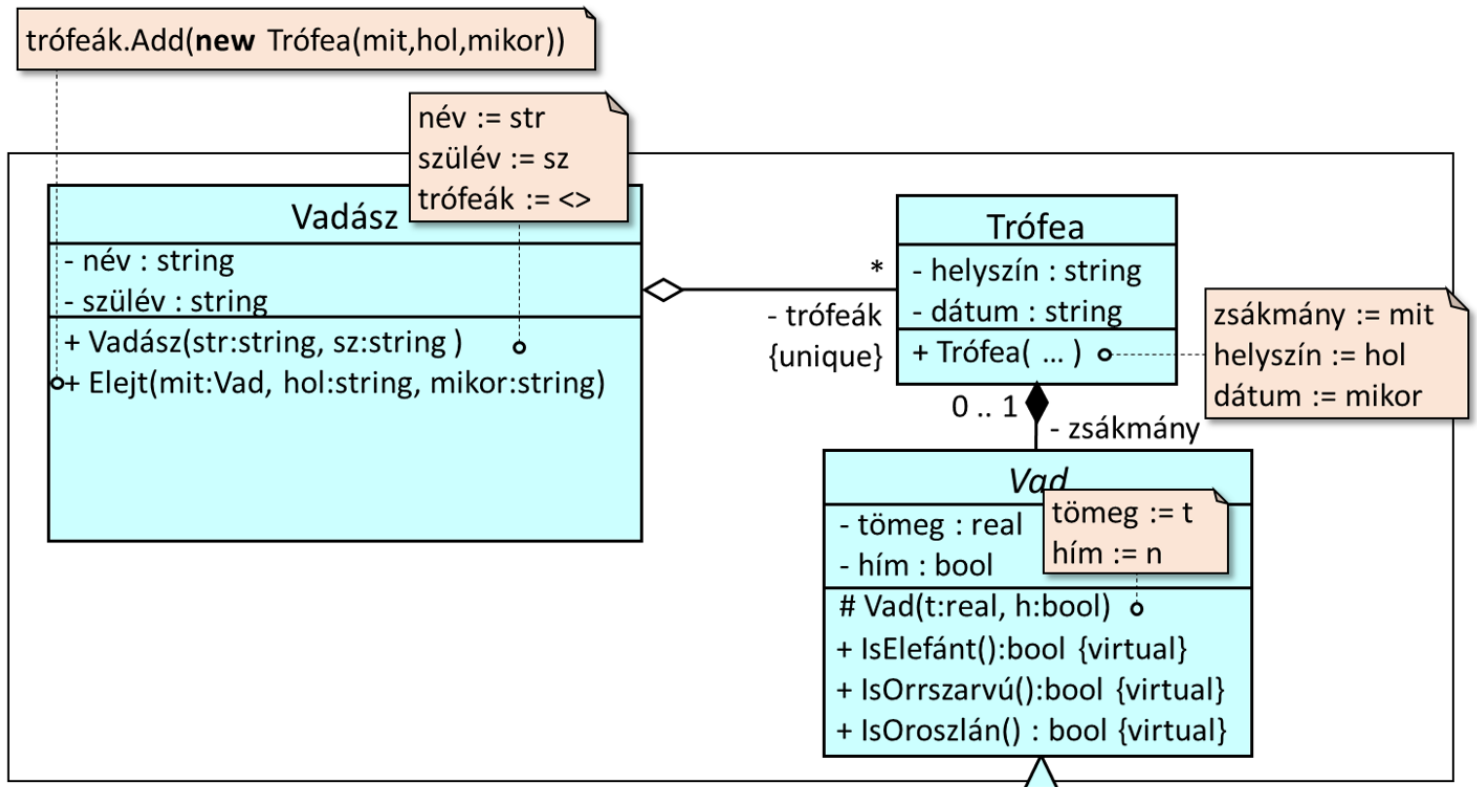 trófeák.Add(new Trófea(mit,hol,mikor))
név := str
szülév := sz
trófeák := <>
Vadász
- név : string
- szülév : string
+ Vadász(str:string, sz:string )
+ Elejt(mit:Vad, hol:string, mikor:string)
*
- trófeák
{unique}
Trófea
- helyszín : string
- dátum : string
+ Trófea( ... )
zsákmány := mit
helyszín := hol
dátum := mikor
0 .. 1
- zsákmány
Vad
tömeg := t
hím := n
- tömeg : real
- hím : bool
# Vad(t:real, h:bool)
+ IsElefánt():bool {virtual}
+ IsOrrszarvú():bool {virtual}
+ IsOroszlán() : bool {virtual}